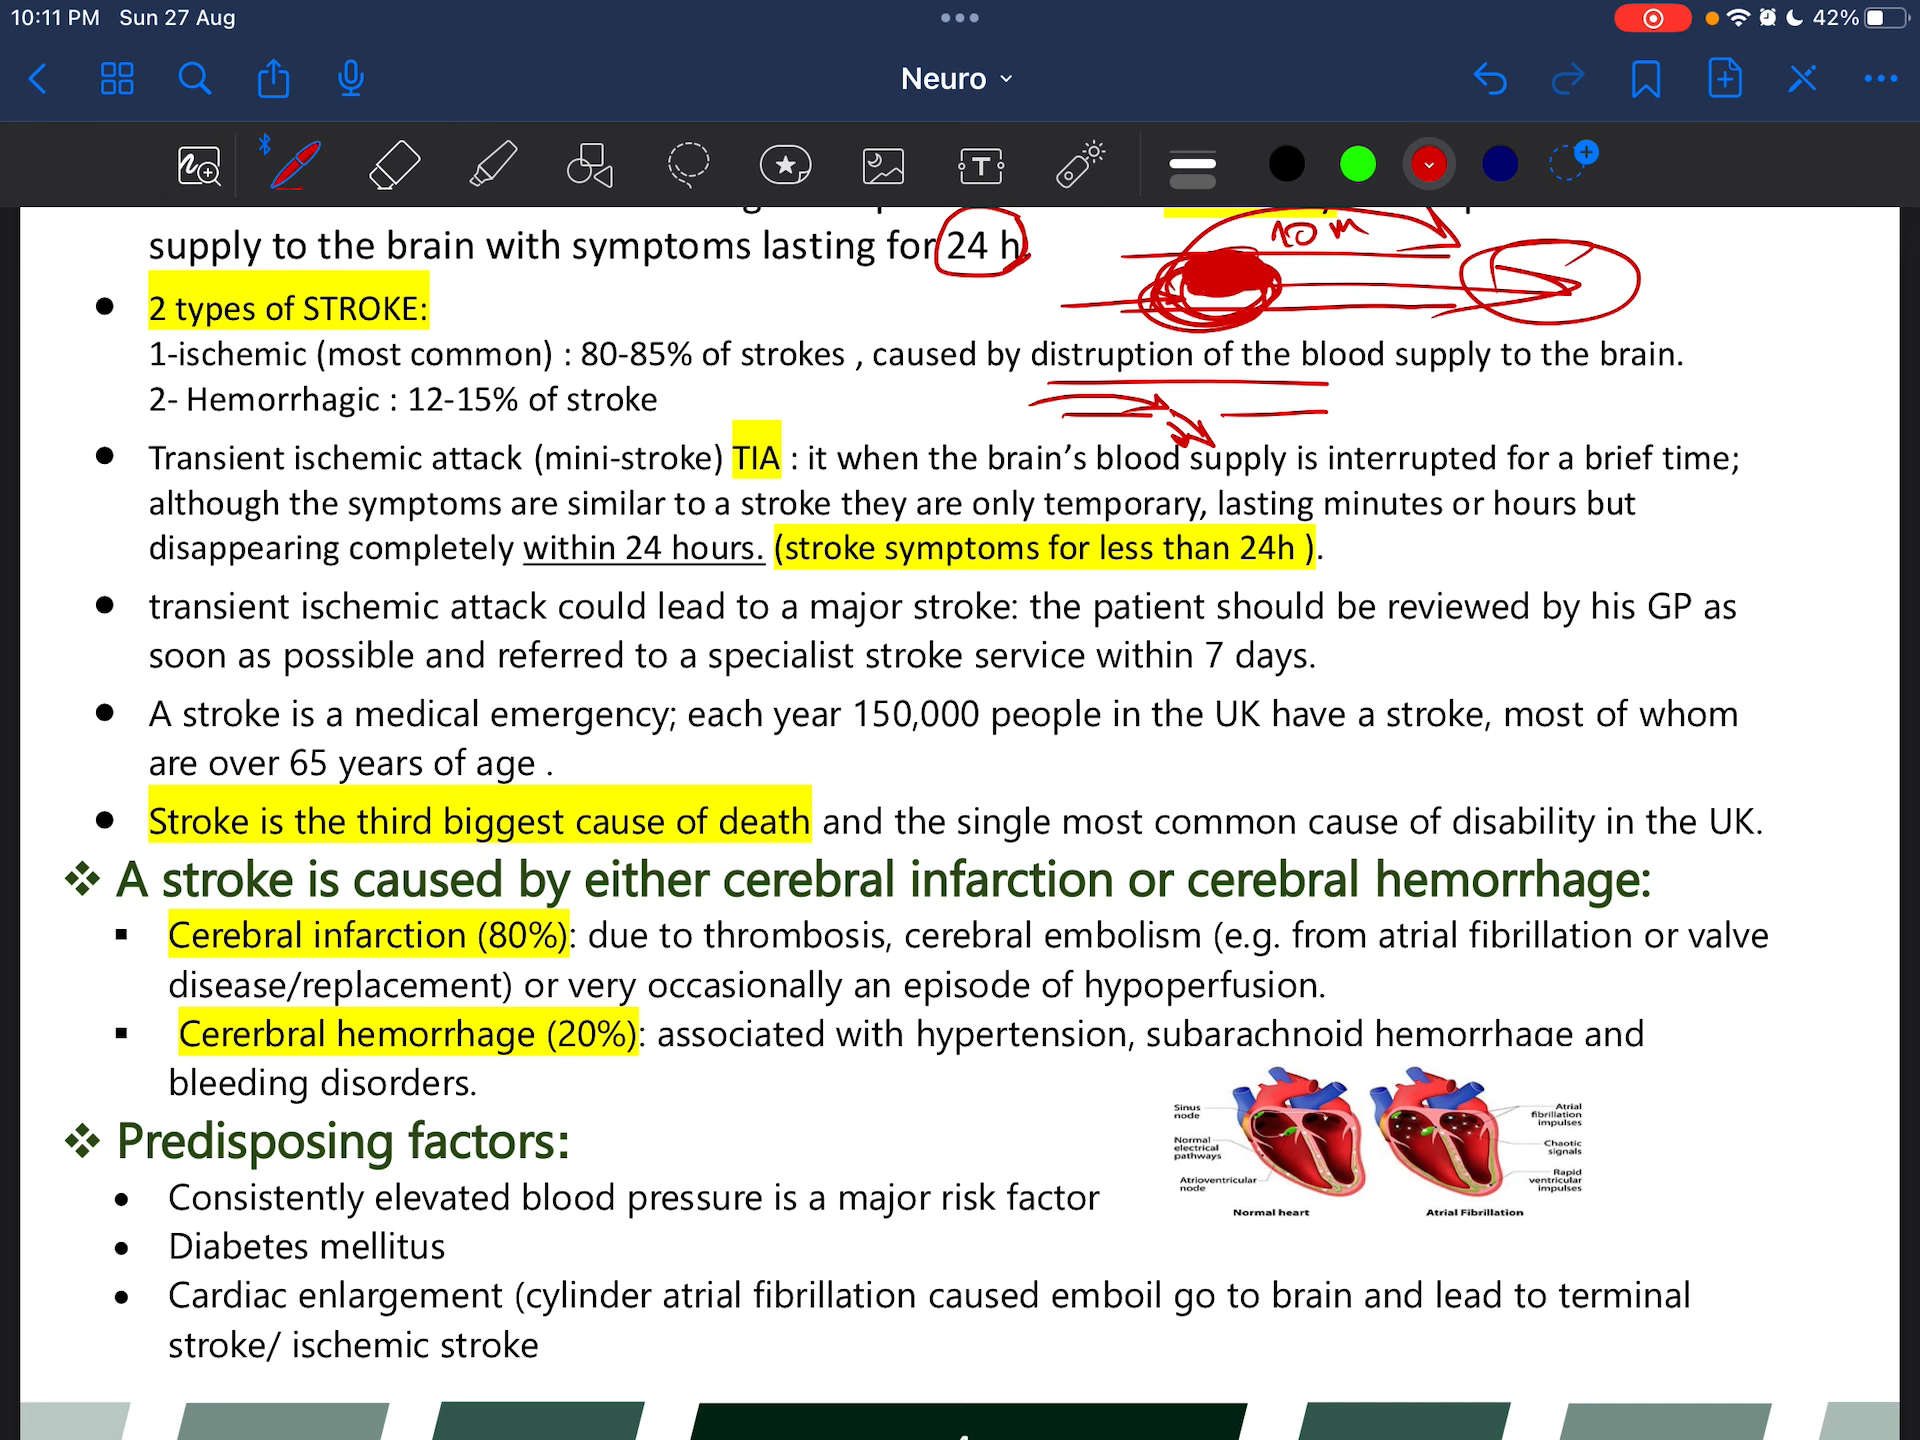 10:11 PM Sun 27 Aug
42%
Neuro
supply to the brain with symptoms lasting for 24 h
10 m
2 types of STROKE:
1-ischemic (most common) : 80-85% of strokes , caused by distruption of the blood supply to the brain.
2- Hemorrhagic : 12-15% of stroke
Transient ischemic attack (mini-stroke) TIA : it when the brain’s blood supply is interrupted for a brief time;
although the symptoms are similar to a stroke they are only temporary, lasting minutes or hours but
disappearing completely within 24 hours. (stroke symptoms for less than 24h ).
transient ischemic attack could lead to a major stroke: the patient should be reviewed by his GP as
soon as possible and referred to a specialist stroke service within 7 days.
A stroke is a medical emergency; each year 150,000 people in the UK have a stroke, most of whom
are over 65 years of age .
Stroke is the third biggest cause of death and the single most common cause of disability in the UK.
A stroke is caused by either cerebral infarction or cerebral hemorrhage:
Cerebral infarction (80%): due to thrombosis, cerebral embolism (e.g. from atrial fibrillation or valve
disease/replacement) or very occasionally an episode of hypoperfusion.
Cererbral hemorrhage (20%): associated with hypertension, subarachnoid hemorrhage and
bleeding disorders.
Sinus
node
Normal
electrical
pathways
Atrioventricular
node
Normal heart
Atrial
fibrillation
impulses
Chaotic
signals
Rapid
ventricular
impulses
Atrial Fibrillation
Predisposing factors:
Consistently elevated blood pressure is a major risk factor
Diabetes mellitus
Cardiac enlargement (cylinder atrial fibrillation caused emboil go to brain and lead to terminal
stroke/ ischemic stroke